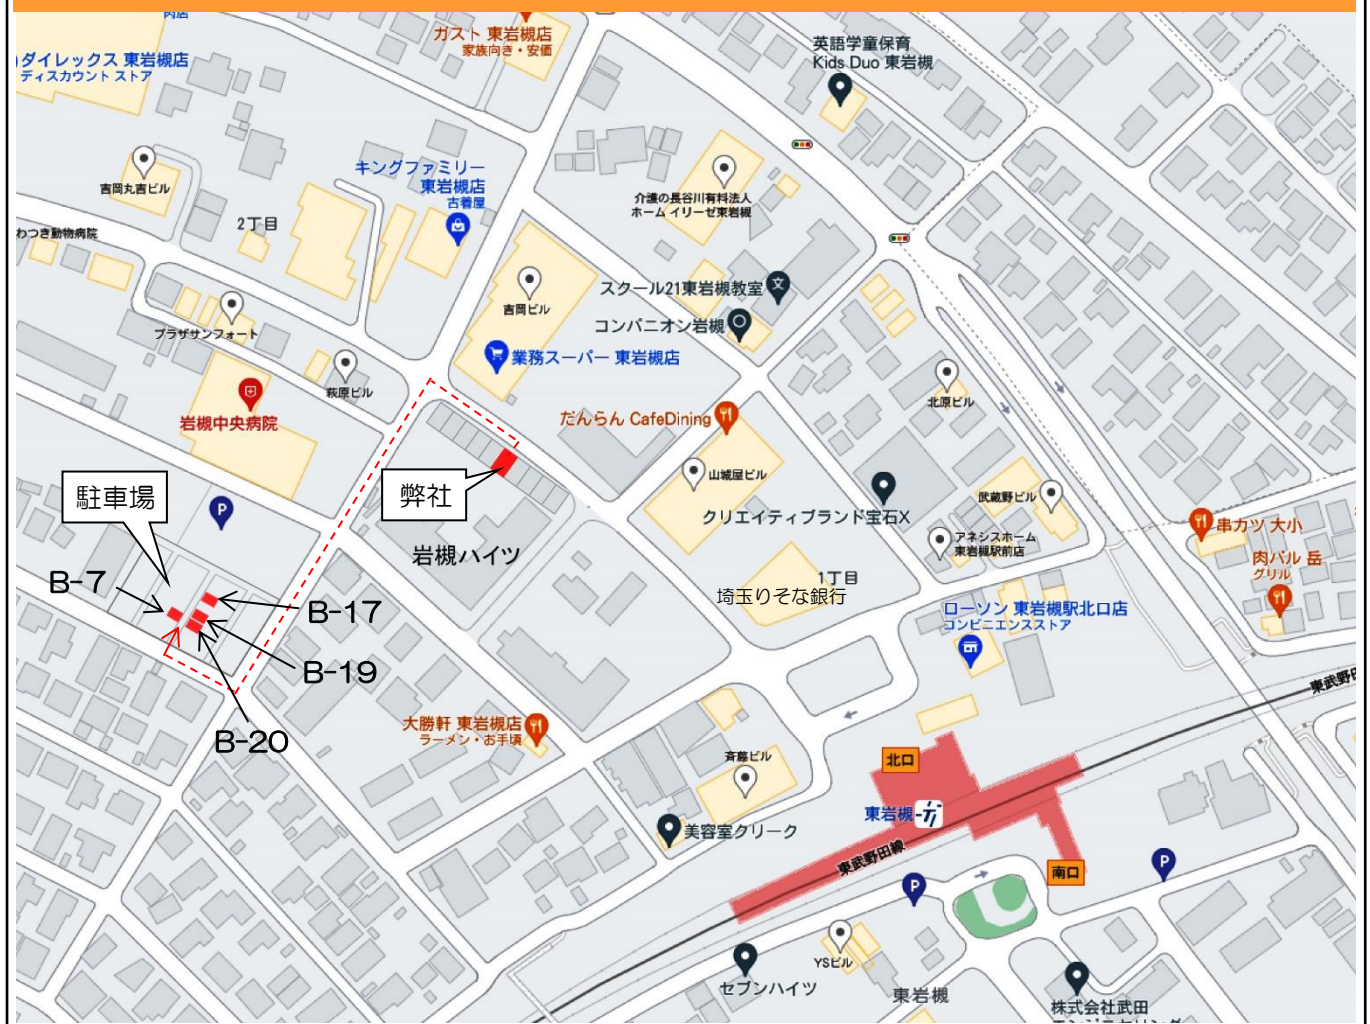 ガスト 東岩槻店
家族向き・安価
ダイレックス 東岩槻店
ディスカウント ストア
英語学童保育
Kids Duo 東岩槻
吉岡丸吉ビル
キングファミリー
東岩槻店
古着屋
介護の長谷川有料法人
ホーム イリーゼ東岩槻
2丁目
わつき動物病院
スクール21東岩槻教室
文
吉岡ビル
コンパニオン岩槻
プラザサンフォート
業務スーパー 東岩槻店
萩原ビル
北原ビル
岩槻中央病院
だんらん CafeDining
山城屋ビル
駐車場
弊社
P
武蔵野ビル
クリエイティブランド宝石X
串カツ 大小
アネシスホーム
東岩槻駅前店
岩槻ハイツ
肉バル 岳
グリル
B-7
1丁目
埼玉りそな銀行
B-17
ローソン 東岩槻駅北口店
コンビニエンスストア
B-19
東武野田
大勝軒 東岩槻店
ラーメン・お手頃
B-20
斉藤ビル
北口
東岩槻
美容室クリーク
東武野田線
南口
P
P
YSビル
セブンハイツ
東岩槻
株式会社武田